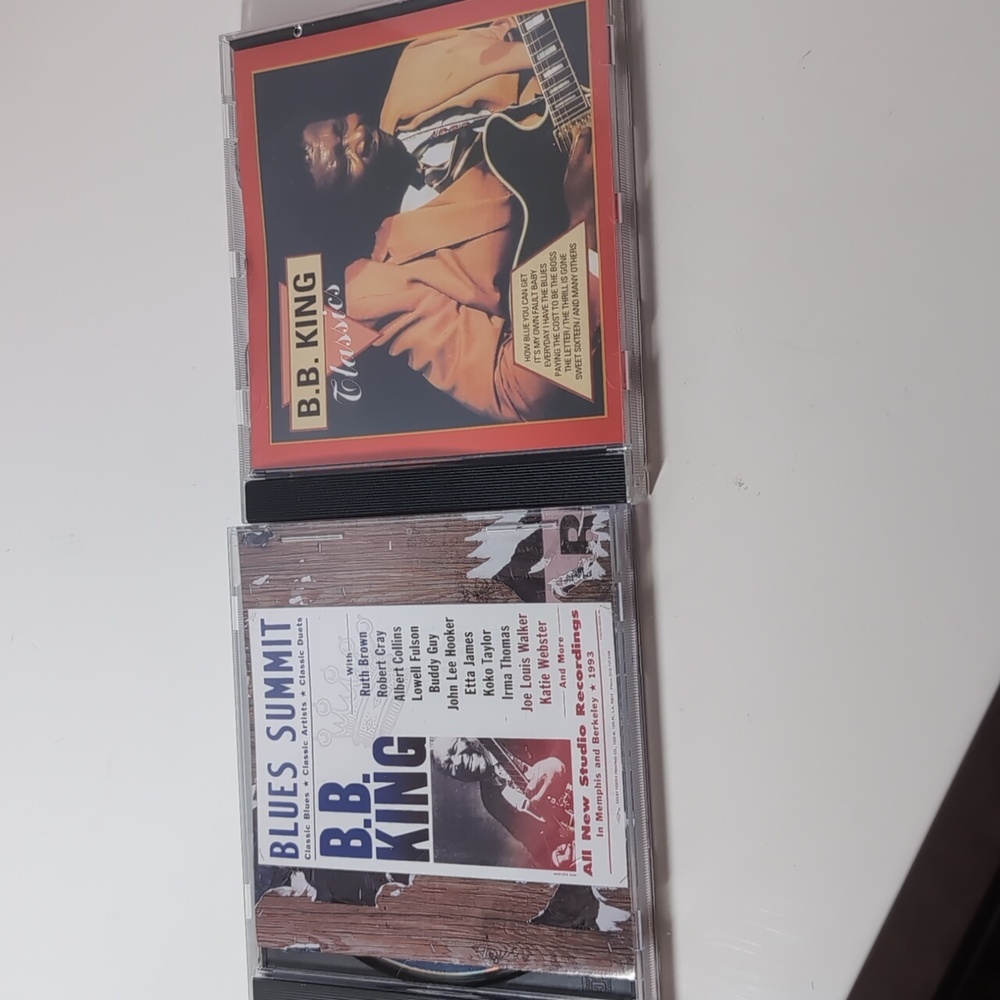 B.B. KING
Classics
HOW BLUE YOU CAN GET
IT'S MY OWN FAULT BABY
EVERYDAY I HAVE THE BLUES
PAYING THE COST TO BE THE BOSS
THE LETTER / THE THRILL IS GONE
SWEET SIXTEEN / AND MANY OTHERS
BLUES SUMMIT
Classic Blues ★ Classic Artists ★ Classic Duets
B.B.
KING
With
Ruth Brown
Robert Cray
Albert Collins
Lowell Fulson
Buddy Guy
John Lee Hooker
Etta James
Koko Taylor
Irma Thomas
Joe Louis Walker
Katie Webster
And More
All New Studio Recordings
In Memphis and Berkeley ★ 1993